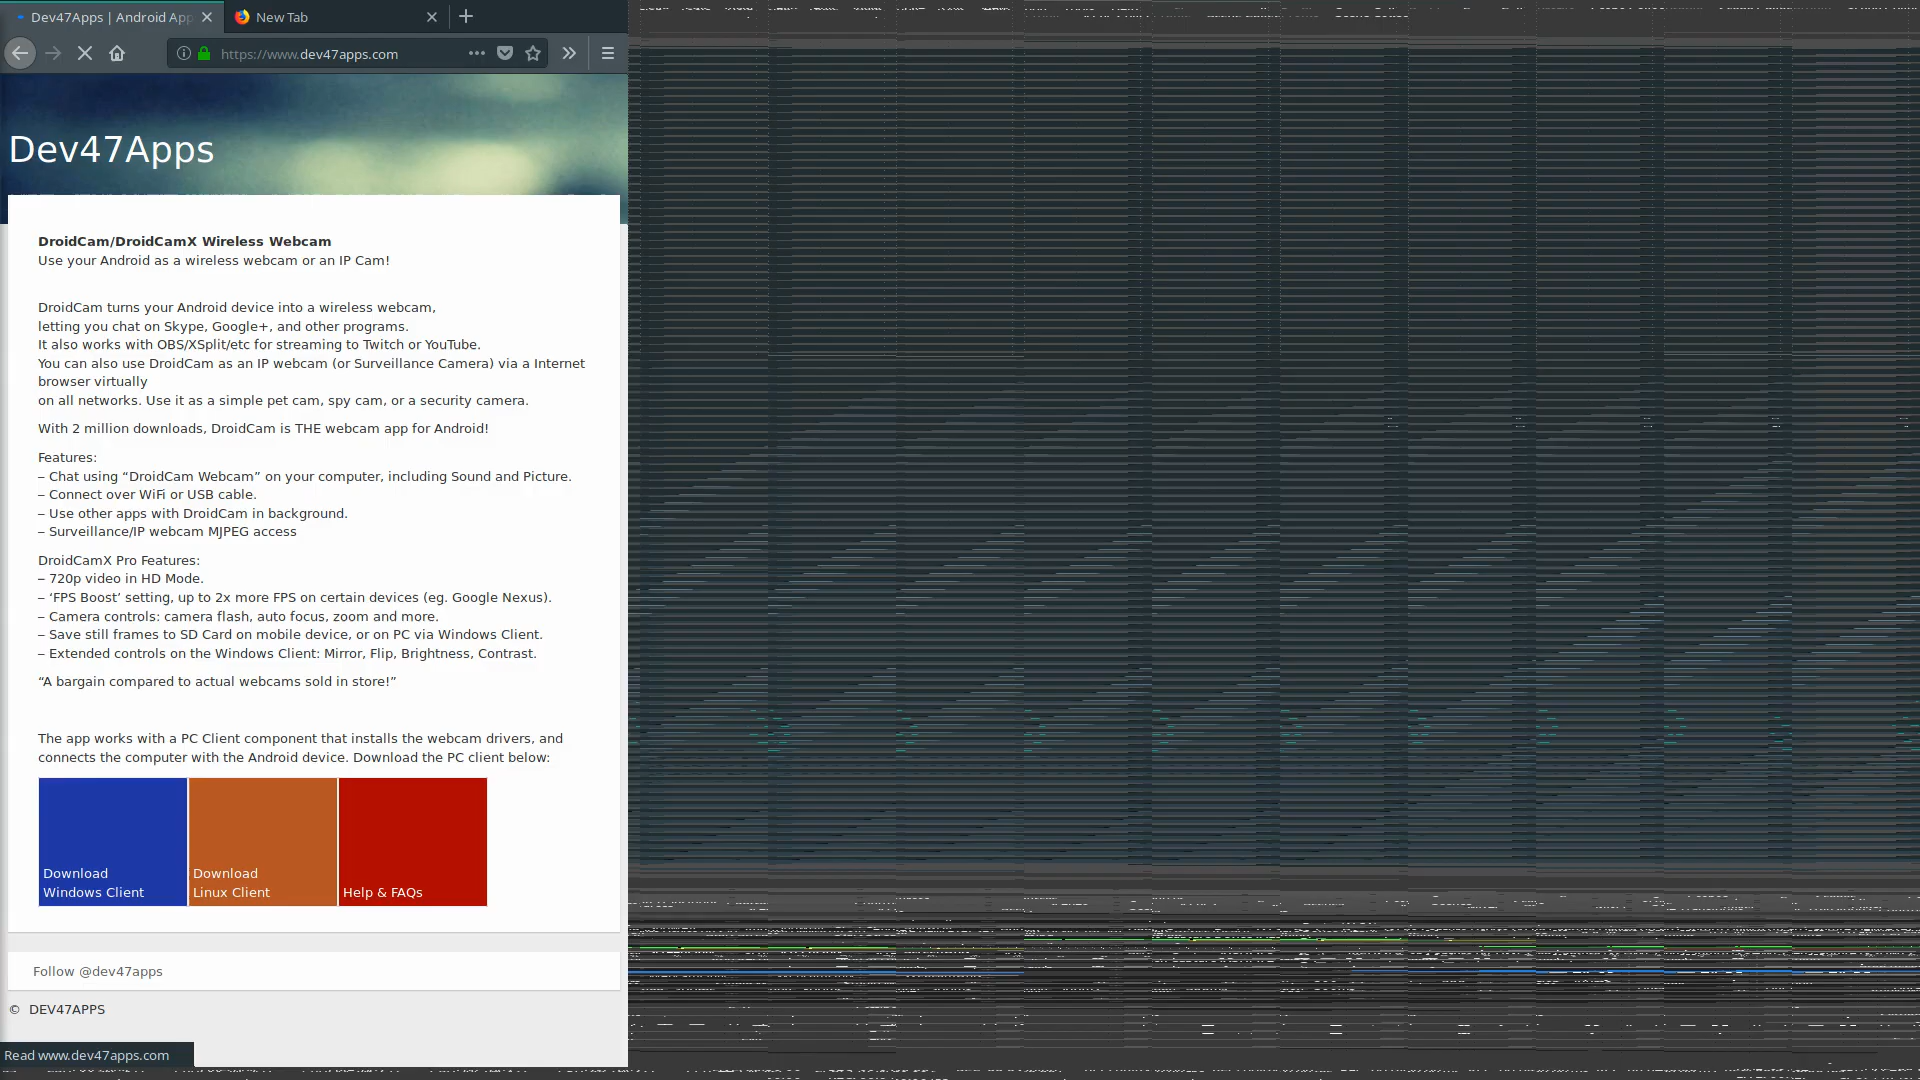 Dev47Apps | Android App
New Tab
https://www.dev47apps.com
Dev47Apps
DroidCam/DroidCamX Wireless Webcam
Use your Android as a wireless webcam or an IP Cam!
DroidCam turns your Android device into a wireless webcam,
letting you chat on Skype, Google+, and other programs.
It also works with OBS/XSplit/etc for streaming to Twitch or YouTube.
You can also use DroidCam as an IP webcam (or Surveillance Camera) via a Internet
browser virtually
on all networks. Use it as a simple pet cam, spy cam, or a security camera.
With 2 million downloads, DroidCam is THE webcam app for Android!
Features:
– Chat using “DroidCam Webcam” on your computer, including Sound and Picture.
– Connect over WiFi or USB cable.
– Use other apps with DroidCam in background.
– Surveillance/IP webcam MJPEG access
DroidCamX Pro Features:
– 720p video in HD Mode.
– ‘FPS Boost’ setting, up to 2x more FPS on certain devices (eg. Google Nexus).
– Camera controls: camera flash, auto focus, zoom and more.
– Save still frames to SD Card on mobile device, or on PC via Windows Client.
– Extended controls on the Windows Client: Mirror, Flip, Brightness, Contrast.
“A bargain compared to actual webcams sold in store!”
The app works with a PC Client component that installs the webcam drivers, and
connects the computer with the Android device. Download the PC client below:
Download
Windows Client
Download
Linux Client
Help & FAQs
Follow @dev47apps
© DEV47APPS
Read www.dev47apps.com